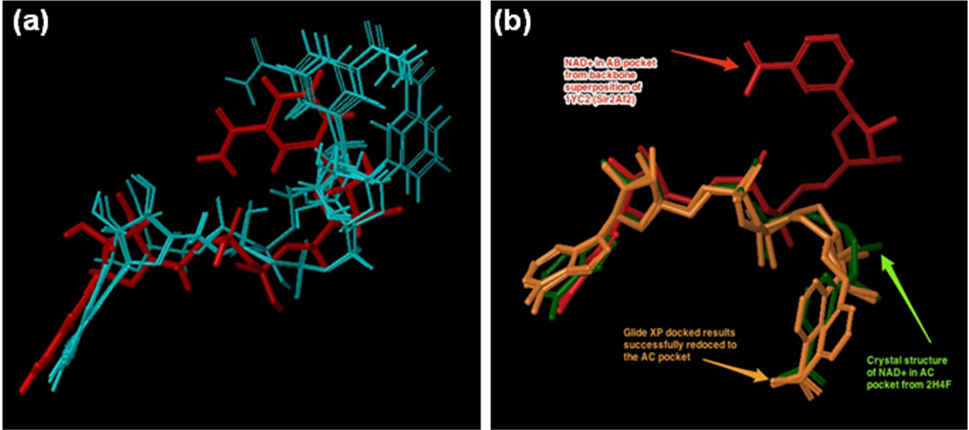 (a)
(b)
NAD+ in AB pocket
from backbone
superposition of
1YC2 (Sir2Af2)
Glide XP docked results
successfully redoced to
the AC pocket
Crystal structure
of NAD+ in AC
pocket from 2H4F